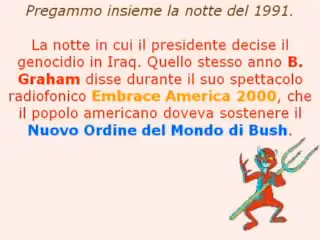 Pregammo insieme la notte del 1991.
La notte in cui il presidente decise il
genocidio in Iraq. Quello stesso anno B.
Graham disse durante il suo spettacolo
radiofonico Embrace America 2000, che
il popolo americano doveva sostenere il
Nuovo Ordine del Mondo di Bush.